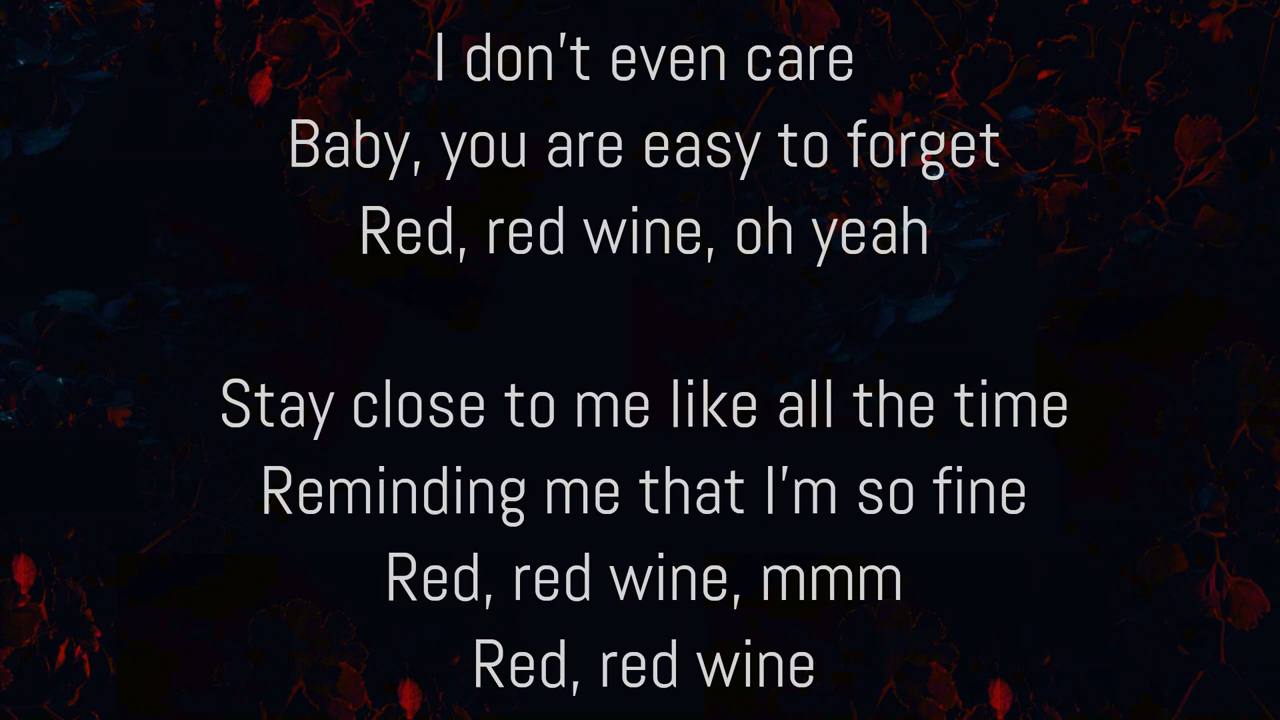 I don't even care
Baby, you are easy to forget
Red, red wine, oh yeah
Stay close to me like all the time
Reminding me that I'm so fine
Red, red wine, mmm
Red, red wine